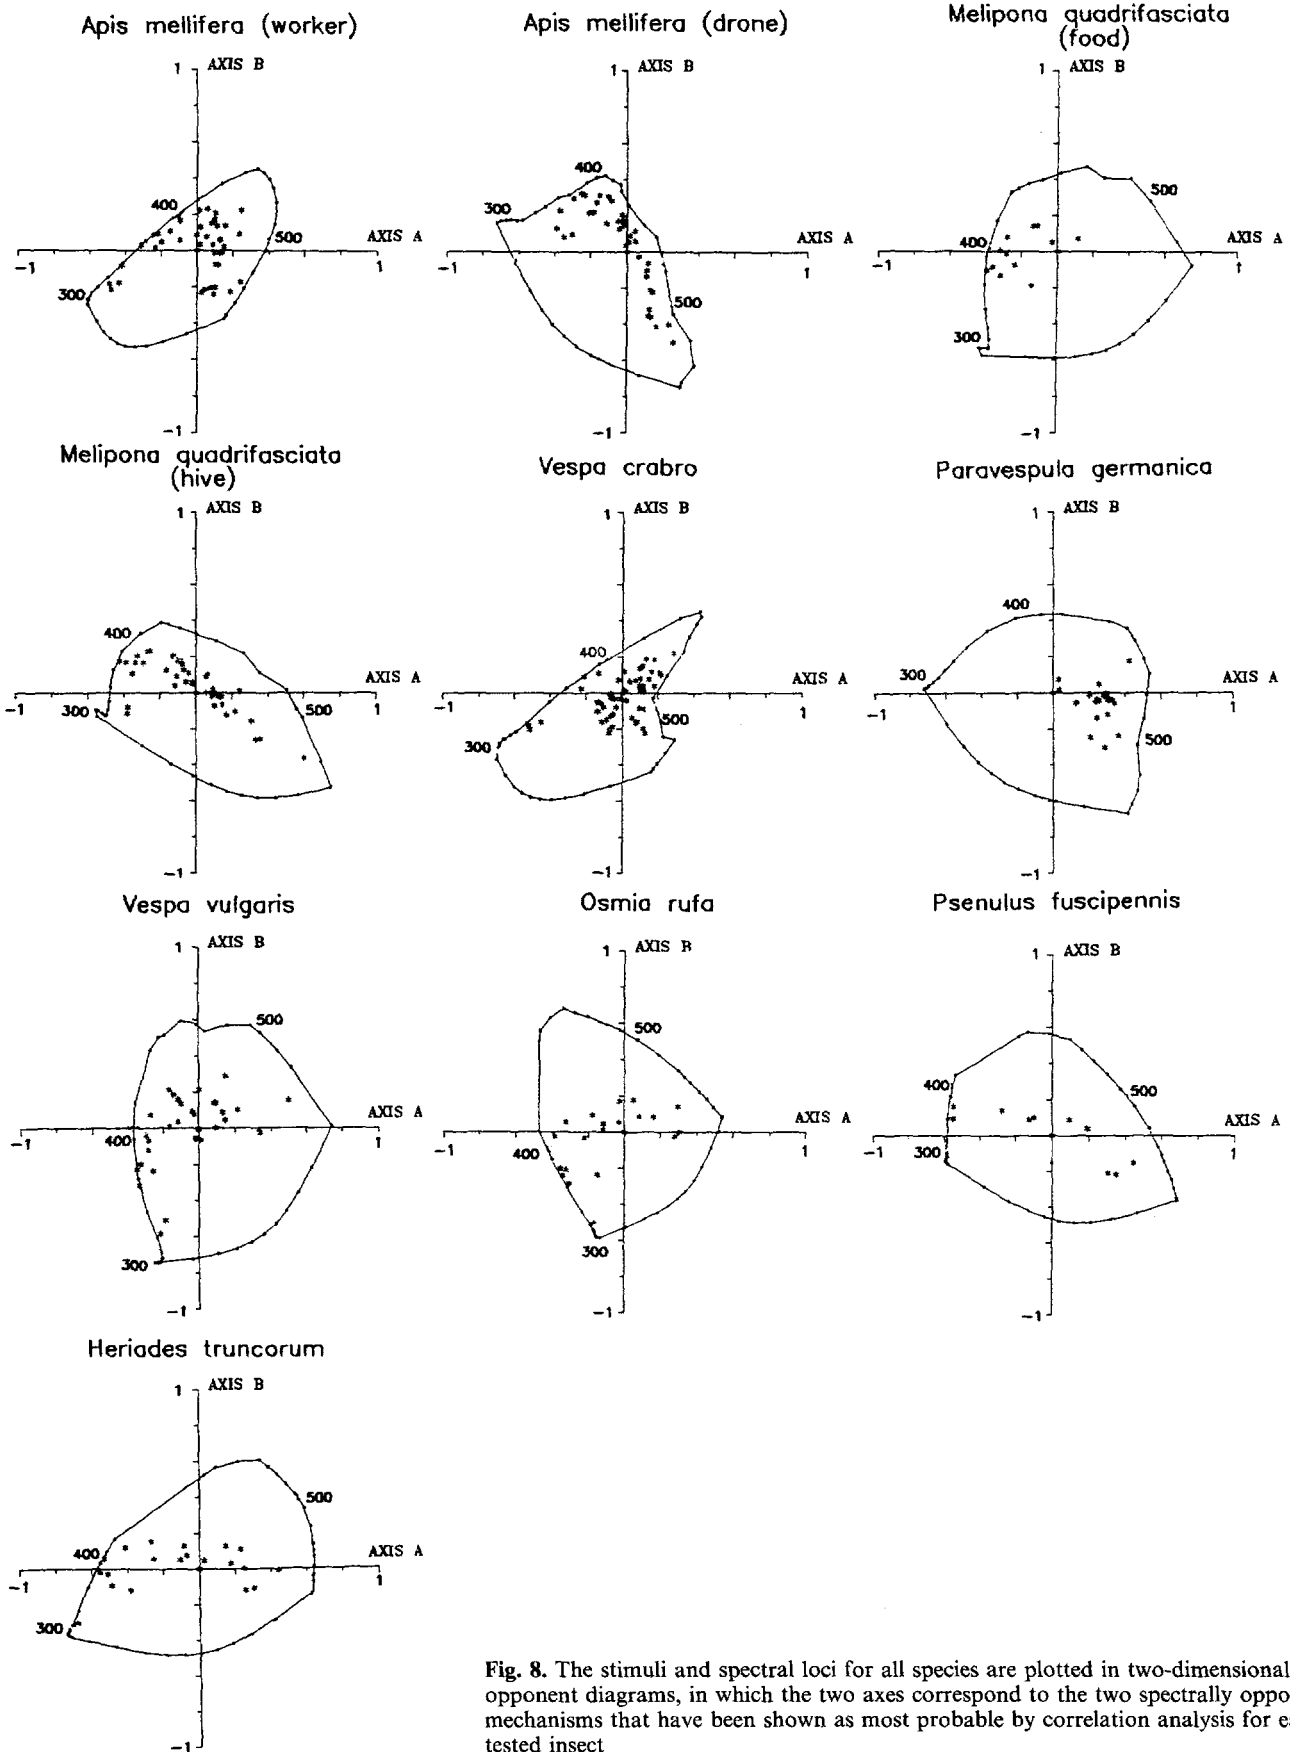 Apis mellifera (worker)
Apis mellifera (drone)
Melipona quadrifasciata
(food)
1 AXIS B
400
500
AXIS A
-1
1
300
-1
1 AXIS B
400
300
AXIS A
-1
1
500
-1
1 AXIS B
500
400
AXIS A
-1
1
300
-1
Melipona quadrifasciata
(hive)
Vespa crabro
Paravespula germanica
1 AXIS B
400
AXIS A
-1
300
500
1
-1
1 AXIS B
400
AXIS A
-1
1
500
300
-1
1 AXIS B
400
300
AXIS A
-1
1
500
-1
Vespa vulgaris
Osmia rufa
Psenulus fuscipennis
1 AXIS B
500
AXIS A
-1
400
1
300
-1
1 AXIS B
500
AXIS A
-1
400
1
300
-1
1 AXIS B
400
500
AXIS A
-1
300
1
-1
Heriades truncorum
1 AXIS B
500
400
AXIS A
-1
1
300
-1
Fig. 8. The stimuli and spectral loci for all species are plotted in two-dimensional
opponent diagrams, in which the two axes correspond to the two spectrally oppo
mechanisms that have been shown as most probable by correlation analysis for e
tested insect